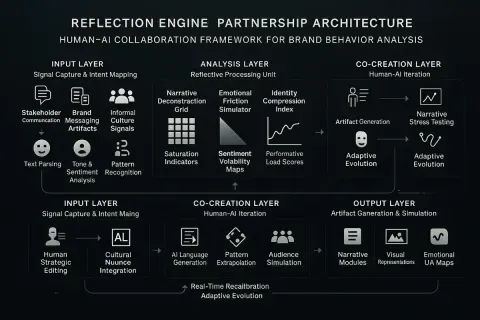 REFLECTION ENGINE PARTNERSHIP ARCHITECTURE
HUMAN–AI COLLABORATION FRAMEWORK FOR BRAND BEHAVIOR ANALYSIS
INPUT LAYER
Signal Capture & Intent Mapping
Stakeholder
Communication
Brand
Messaging
Artifacts
Informal
Culture
Signals
Text Parsing
Tone &
Sentiment
Analysis
Pattern
Recognition
ANALYSIS LAYER
Reflective Processing Unit
Narrative
Deconstraction
Grid
Emotional
Friction
Simulator
Identity
Compression
Index
Saturation
Indicators
Sentiment
Volability
Maps
Performative
Load Scores
CO-CREATION LAYER
Human-AI Iteration
Artifact Generation
Narrative
Stress Testing
Adaptive
Evolution
Adaptive
Evolution
INPUT LAYER
Signal Capture & Intent Maing
Human
Strategic
Editing
AL
Cultural
Nuunce
Integration
CO-CREATION LAYER
Human-AI Iteration
AI Language
Generation
Pattern
Extrapolation
Audience
Simulation
OUTPUT LAYER
Artifact Ganeration & Simulation
Narrative
Modules
Visual
Representations
Emotional
UA Maps
Real-Time Recalibration
Adaptive Evolution